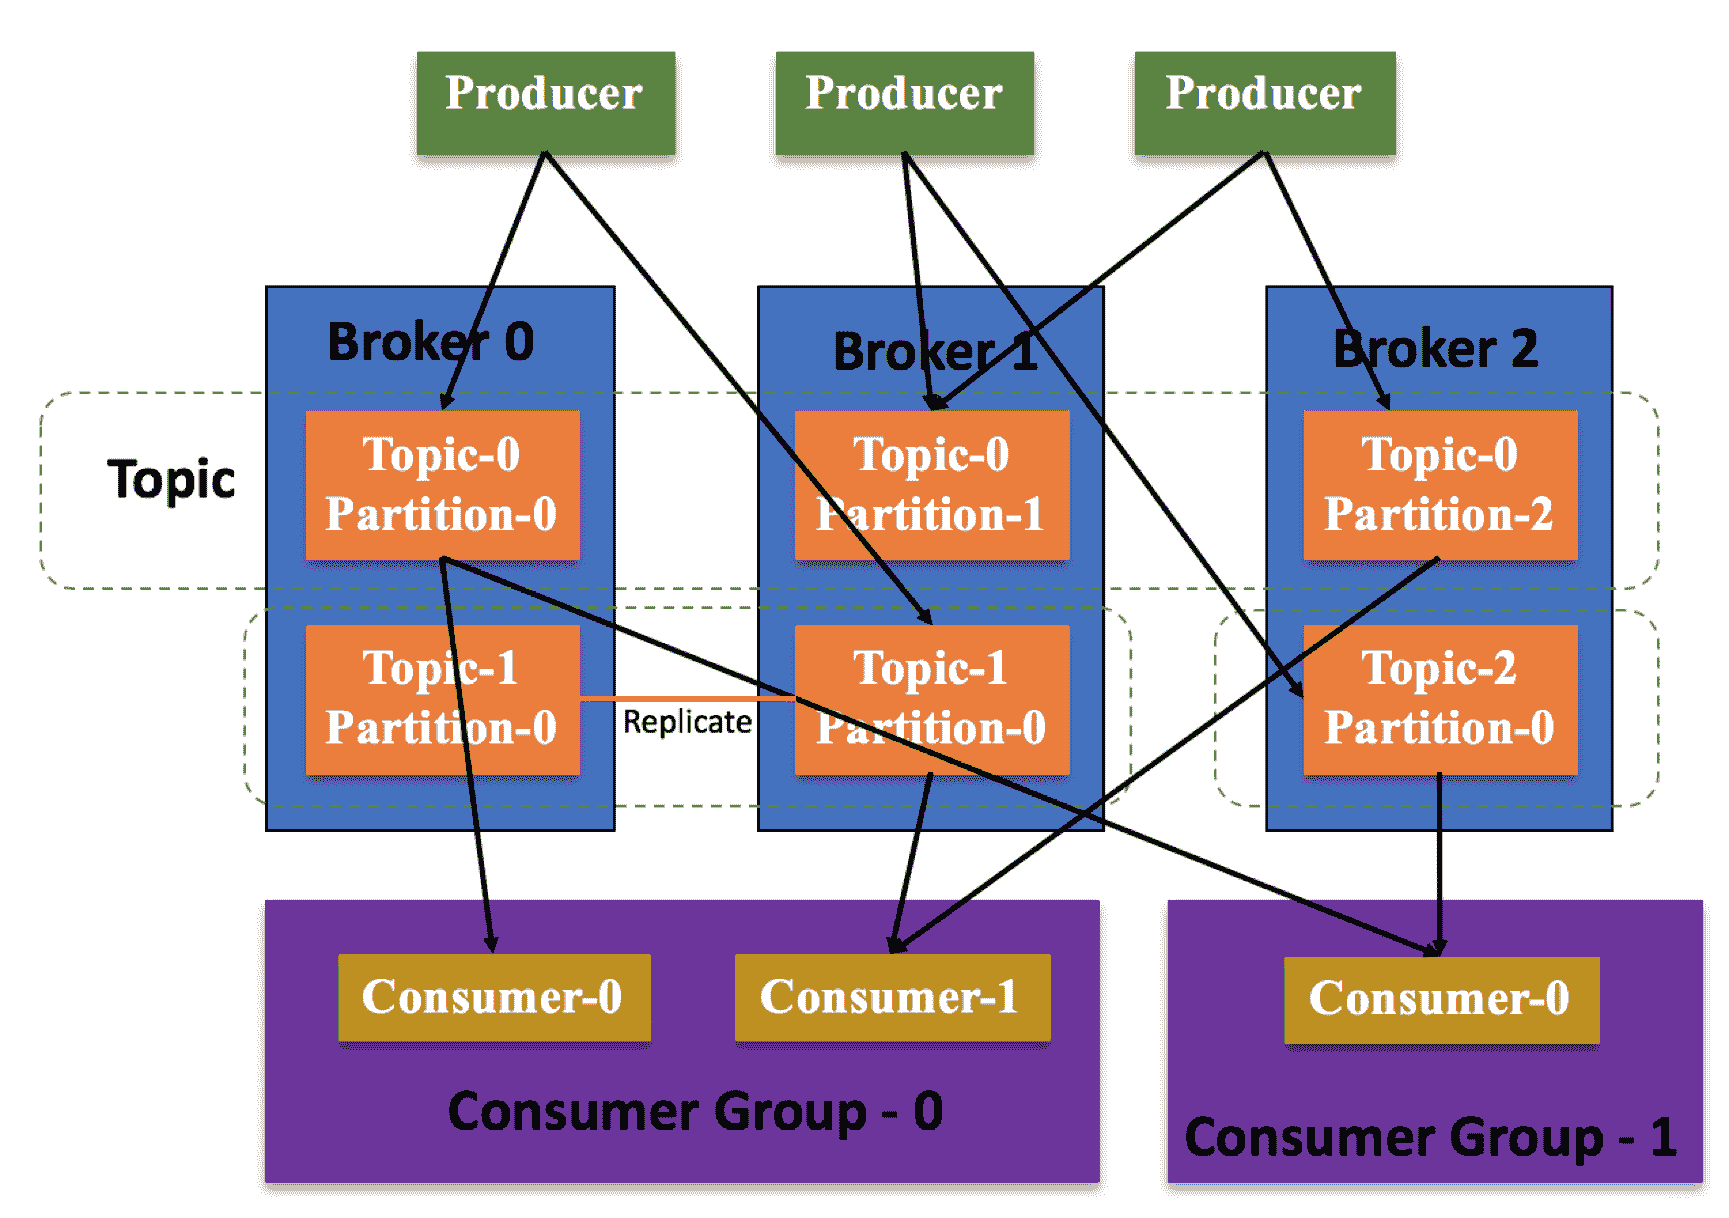 Producer
Producer
Producer
Broker 0
Broker 1
Broker 2
Topic
Topic-0
Partition-0
Topic-0
Partition-1
Topic-0
Partition-2
Topic-1
Partition-0
Replicate
Topic-1
Partition-0
Topic-2
Partition-0
Consumer-0
Consumer-1
Consumer Group - 0
Consumer-0
Consumer Group - 1